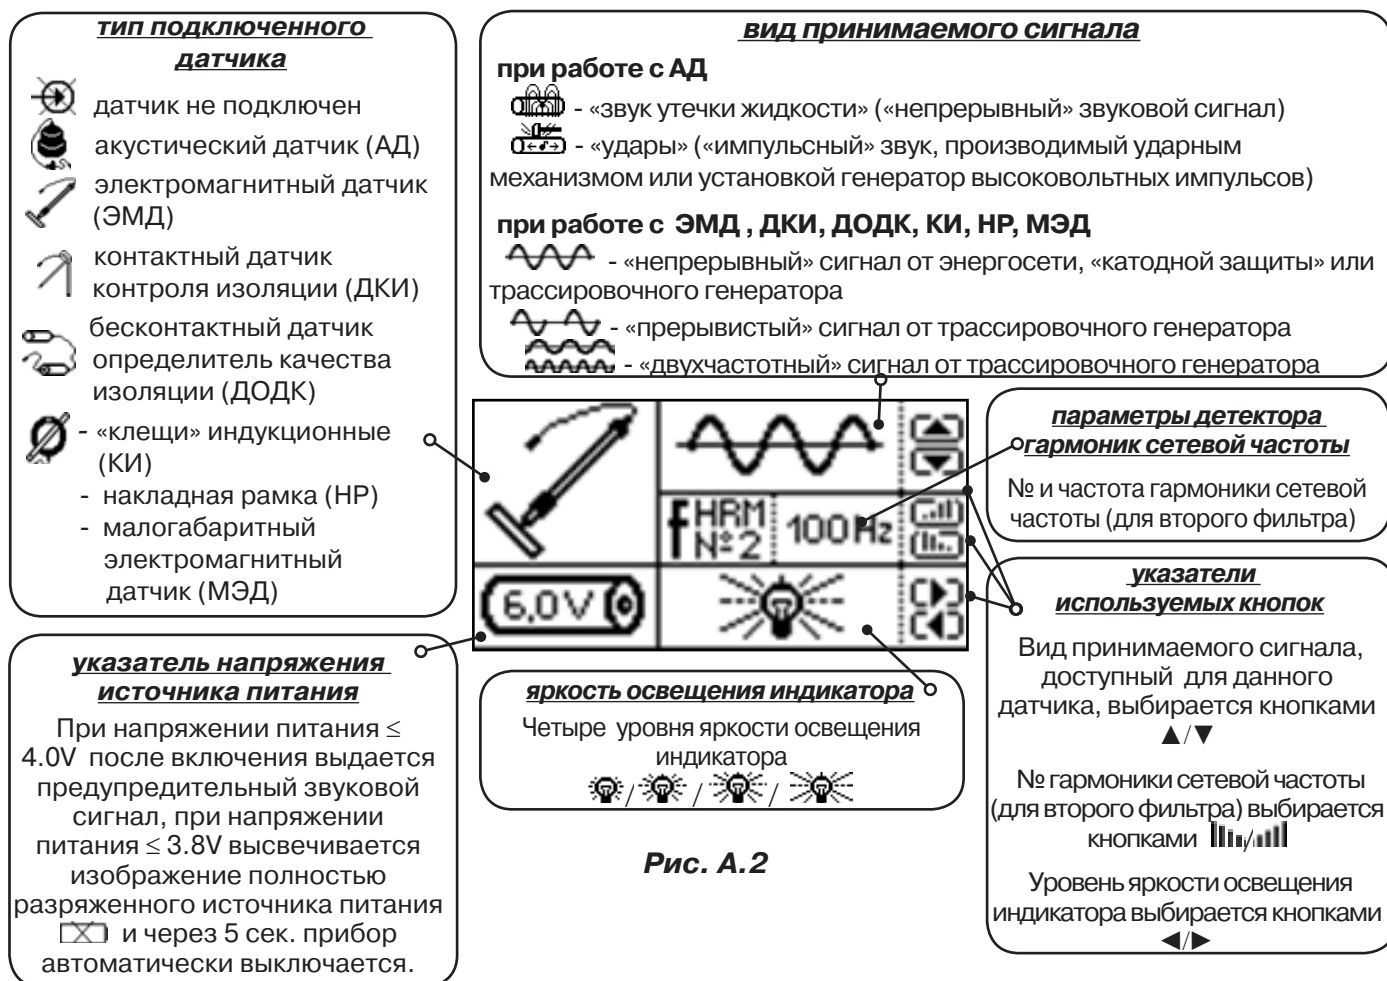 тип подключенного
датчика
датчик не подключен
акустический датчик (АД)
электромагнитный датчик
(ЭМД)
контактный датчик
контроля изоляции (ДКИ)
бесконтактный датчик
определитель качества
изоляции (ДОДК)
- «клещи» индукционные
(КИ)
- накладная рамка (НР)
- малогабаритный
электромагнитный
датчик (МЭД)
вид принимаемого сигнала
при работе с АД
- «звук утечки жидкости» («непрерывный» звуковой сигнал)
- «удары» («импульсный» звук, производимый ударным
механизмом или установкой генератор высоковольтных импульсов)
при работе с ЭМД , ДКИ, ДОДК, КИ, НР, МЭД
- «непрерывный» сигнал от энергосети, «катодной защиты» или
трассировочного генератора
- «прерывистый» сигнал от трассировочного генератора
- «двухчастотный» сигнал от трассировочного генератора
f HRM №2 100Hz
6,0V
параметры детектора
гармоник сетевой частоты
№ и частота гармоники сетевой
частоты (для второго фильтра)
указатели
используемых кнопок
Вид принимаемого сигнала,
доступный для данного
датчика, выбирается кнопками
▲/▼
№ гармоники сетевой частоты
(для второго фильтра) выбирается
кнопками /
Уровень яркости освещения
индикатора выбирается кнопками
◄/►
указатель напряжения
источника питания
При напряжении питания ≤
4.0V после включения выдается
предупредительный звуковой
сигнал, при напряжении
питания ≤ 3.8V высвечивается
изображение полностью
разряженного источника питания
и через 5 сек. прибор
автоматически выключается.
яркость освещения индикатора
Четыре уровня яркости освещения
индикатора
/ / /
Рис. А.2